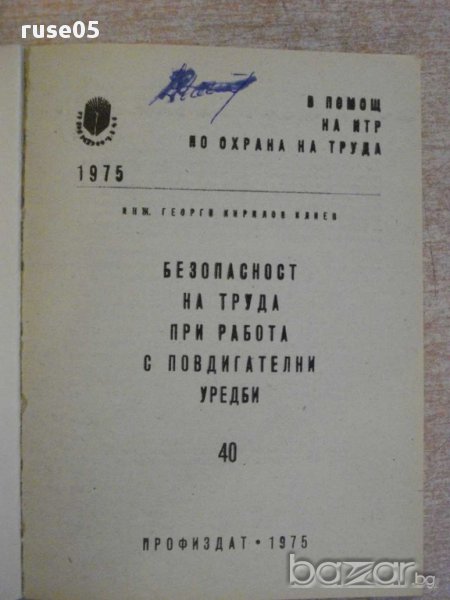 ruse05
В ПОМОЩ
НА ИТР
ПО ОХРАНА НА ТРУДА
1975
ИНЖ. ГЕОРГИ КИРИЛОВ ИЛИЕВ
БЕЗОПАСНОСТ
НА ТРУДА
ПРИ РАБОТА
С ПОВДИГАТЕЛНИ
УРЕДБИ
40
ПРОФИЗДАТ • 1975
bazar.bg